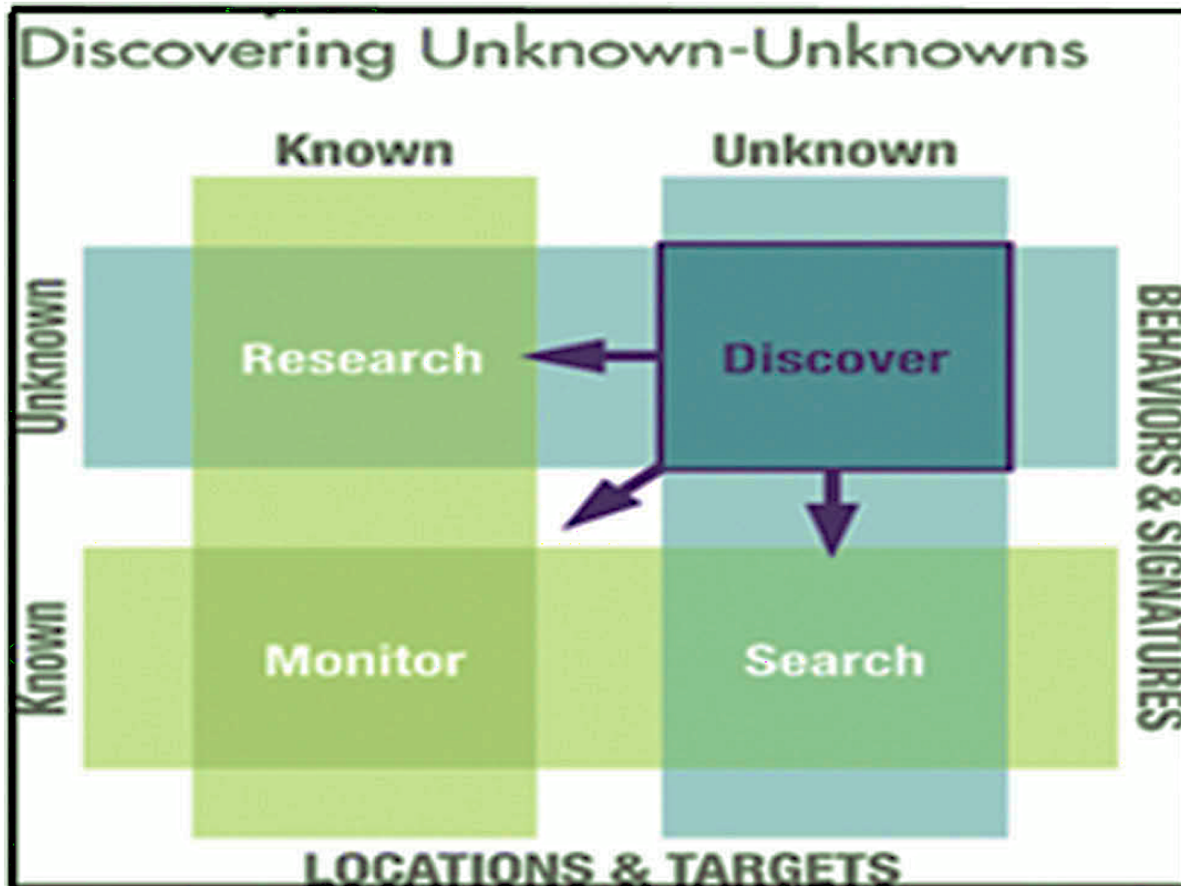 Discovering Unknown-Unknowns
Known
Unknown
Unknown
Research
Discover
Known
Monitor
Search
BEHAVIORS & SIGNATURES
LOCATIONS & TARGETS